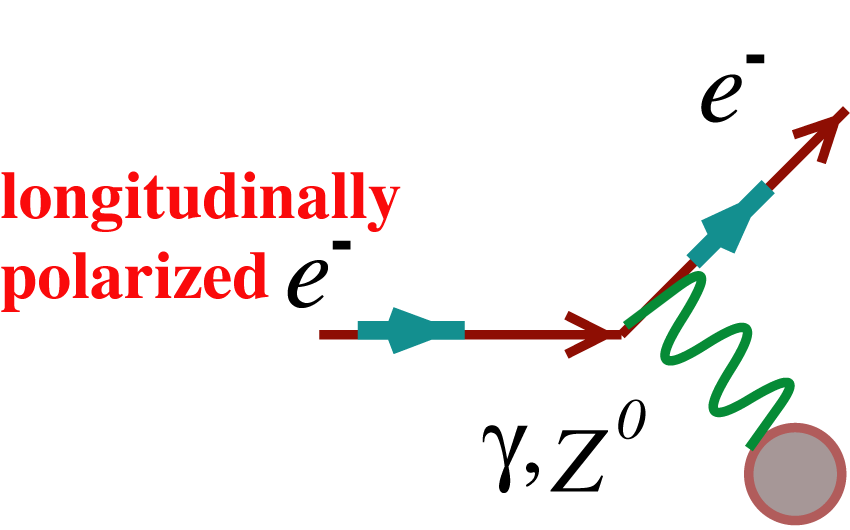 e⁻
longitudinally
polarized e⁻
γ, Z⁰